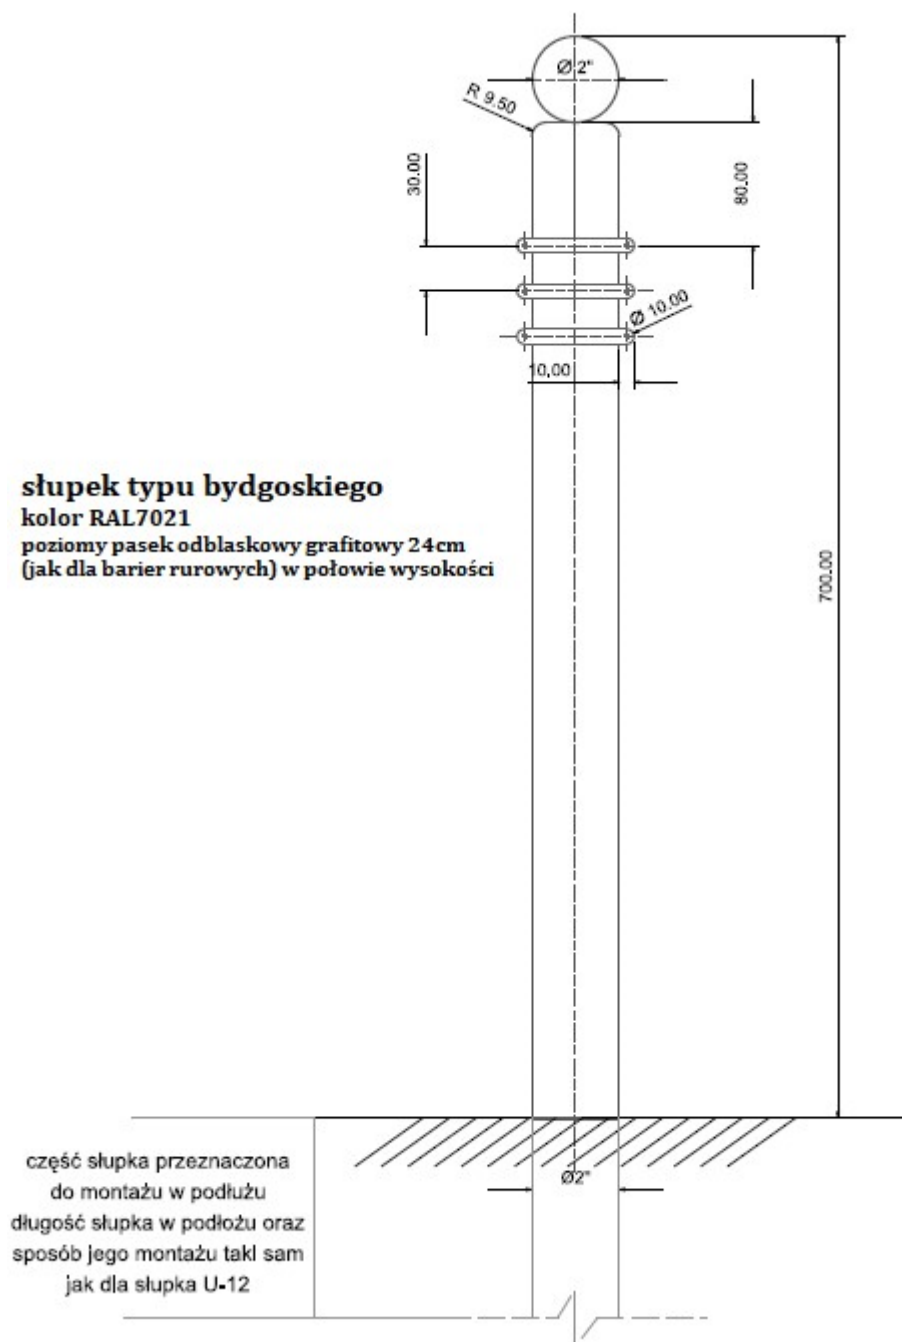 Ø 2"
R 9.50
30.00
80.00
Ø 10.00
10,00
słupek typu bydgoskiego
kolor RAL7021
poziomy pasek odblaskowy grafitowy 24cm
(jak dla barier rurowych) w połowie wysokości
700.00
część słupka przeznaczona
do montażu w podłużu
długość słupka w podłożu oraz
sposób jego montażu takl sam
jak dla słupka U-12
Ø2"